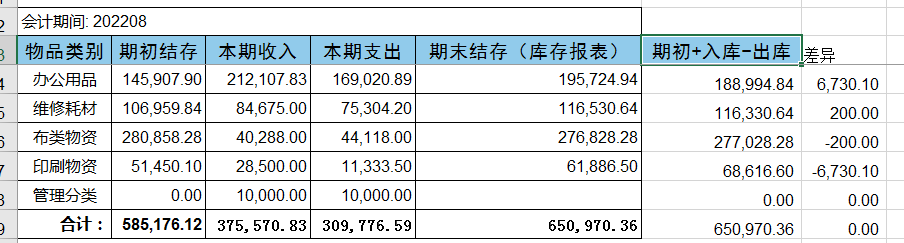 2 会计期间: 202208
3 物品类别 期初结存 本期收入 本期支出 期末结存（库存报表） 期初+入库-出库 差异
4 办公用品 145,907.90 212,107.83 169,020.89 195,724.94 188,994.84 6,730.10
5 维修耗材 106,959.84 84,675.00 75,304.20 116,530.64 116,330.64 200.00
6 布类物资 280,858.28 40,288.00 44,118.00 276,828.28 277,028.28 -200.00
7 印刷物资 51,450.10 28,500.00 11,333.50 61,886.50 68,616.60 -6,730.10
8 管理分类 0.00 10,000.00 10,000.00 0.00 0.00
9 合计： 585,176.12 375,570.83 309,776.59 650,970.36 650,970.36 0.00